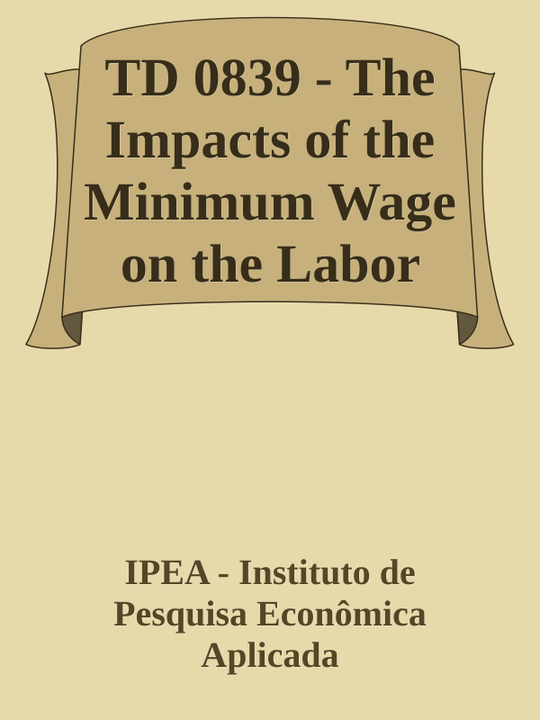 TD 0839 - The
Impacts of the
Minimum Wage
on the Labor
IPEA - Instituto de
Pesquisa Econômica
Aplicada